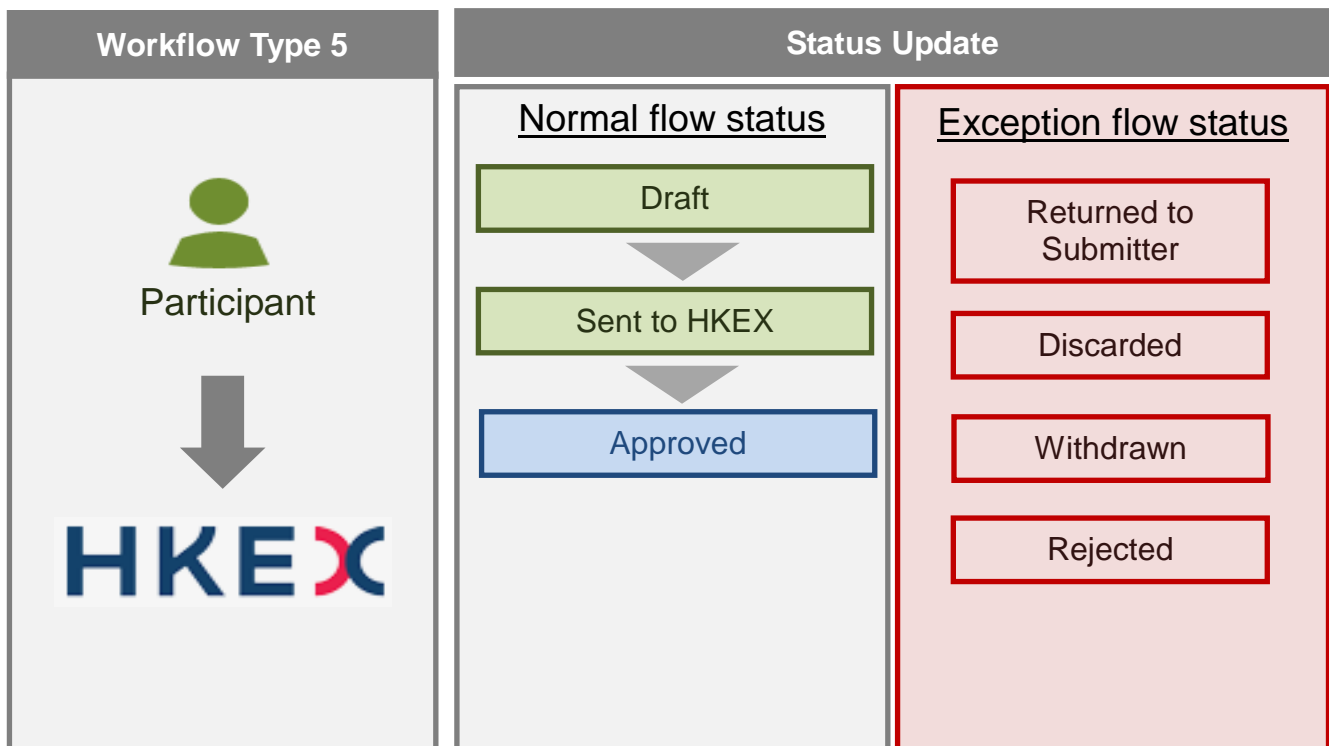 Workflow Type 5
Participant
HKEX
Status Update
Normal flow status
Draft
Sent to HKEX
Approved
Exception flow status
Returned to
Submitter
Discarded
Withdrawn
Rejected